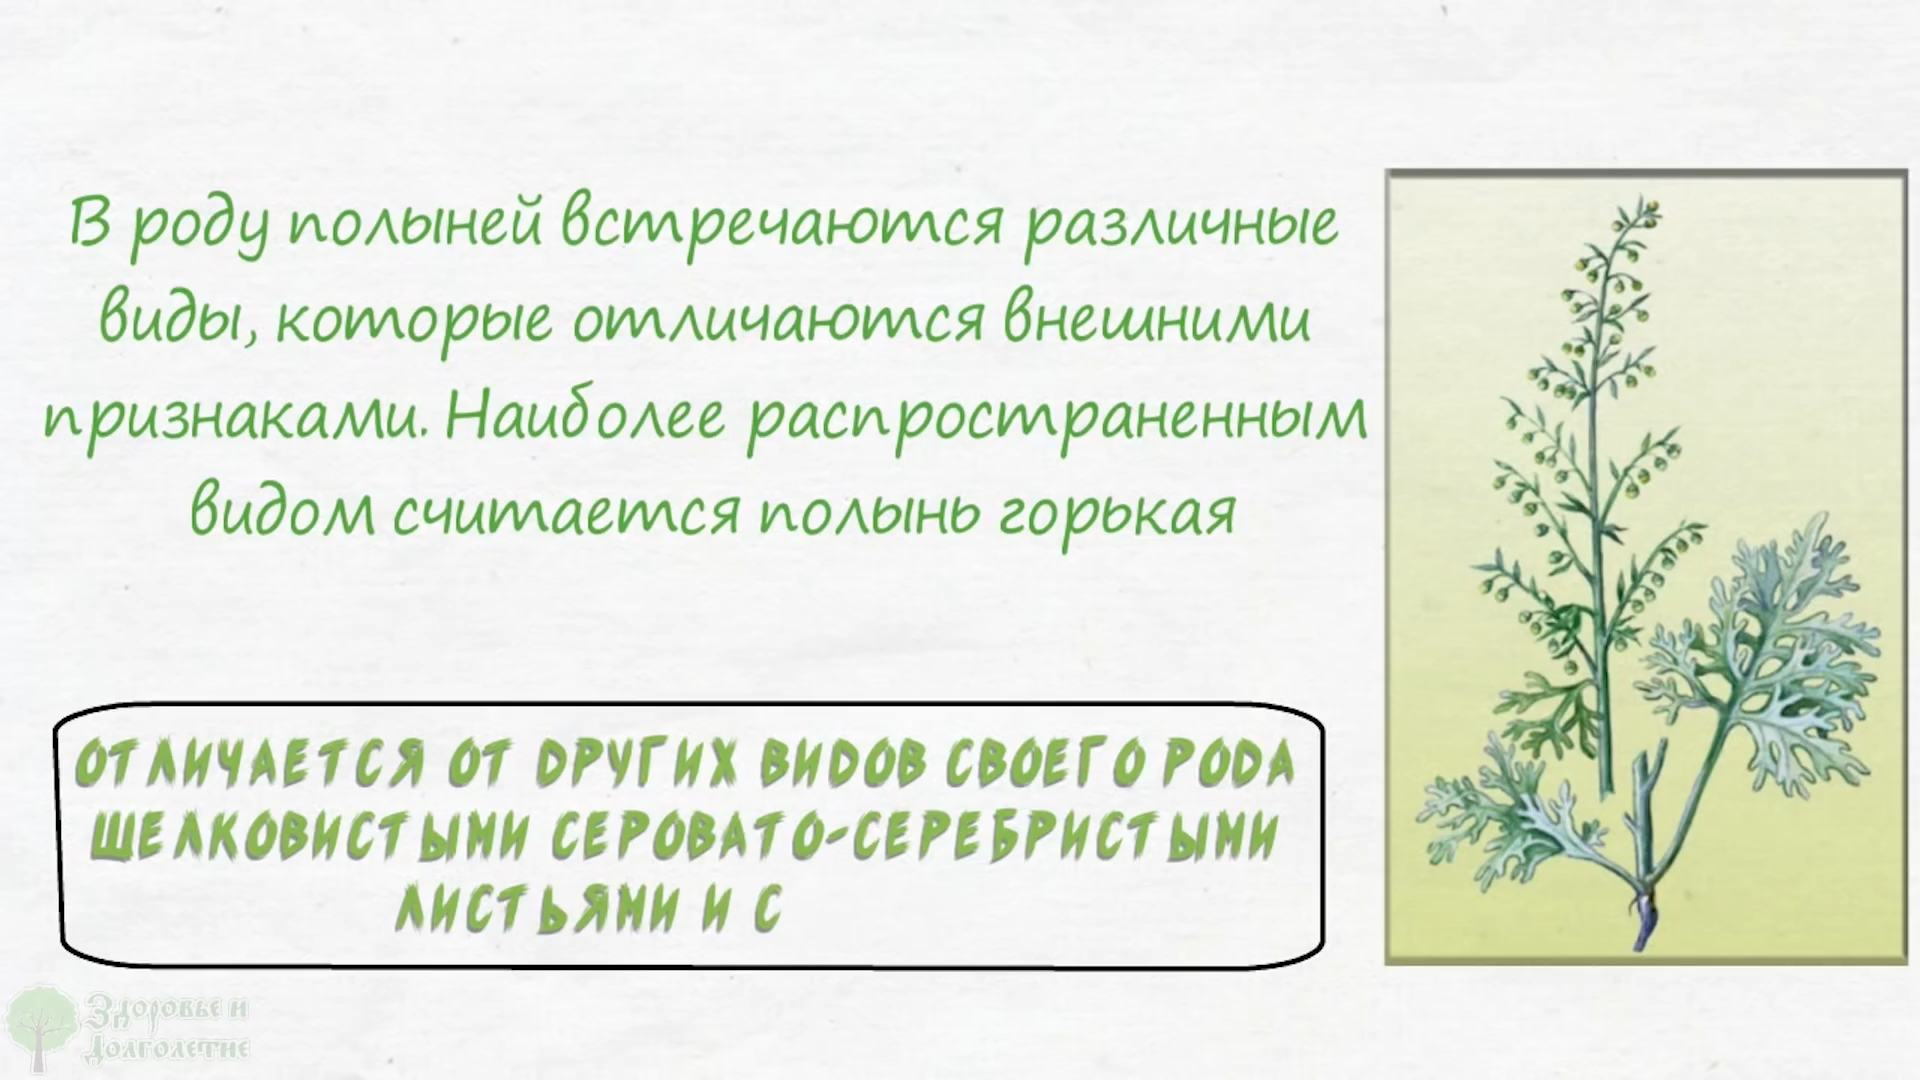 В роду полыней встречаются различные
виды, которые отличаются внешними
признаками. Наиболее распространенным
видом считается полынь горькая
ОТЛИЧАЕТСЯ ОТ ДРУГИХ ВИДОВ СВОЕГО РОДА
ШЕЛКОВИСТЫМИ СЕРОВАТО-СЕРЕБРИСТЫМИ
ЛИСТЬЯМИ И С
Здоровье и
Долголетие